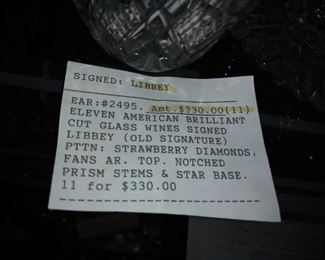 SIGNED: LIBBEY
EAR:#2495. Amt.$330.00(11)
ELEVEN AMERICAN BRILLIANT
CUT GLASS WINES SIGNED
LIBBEY (OLD SIGNATURE)
PTTN: STRAWBERRY DIAMONDS,
FANS AR. TOP. NOTCHED
PRISM STEMS & STAR BASE.
11 for $330.00